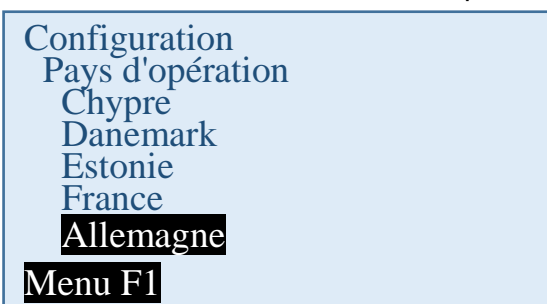 Configuration
Pays d'opération
Chypre
Danemark
Estonie
France
Allemagne
Menu F1